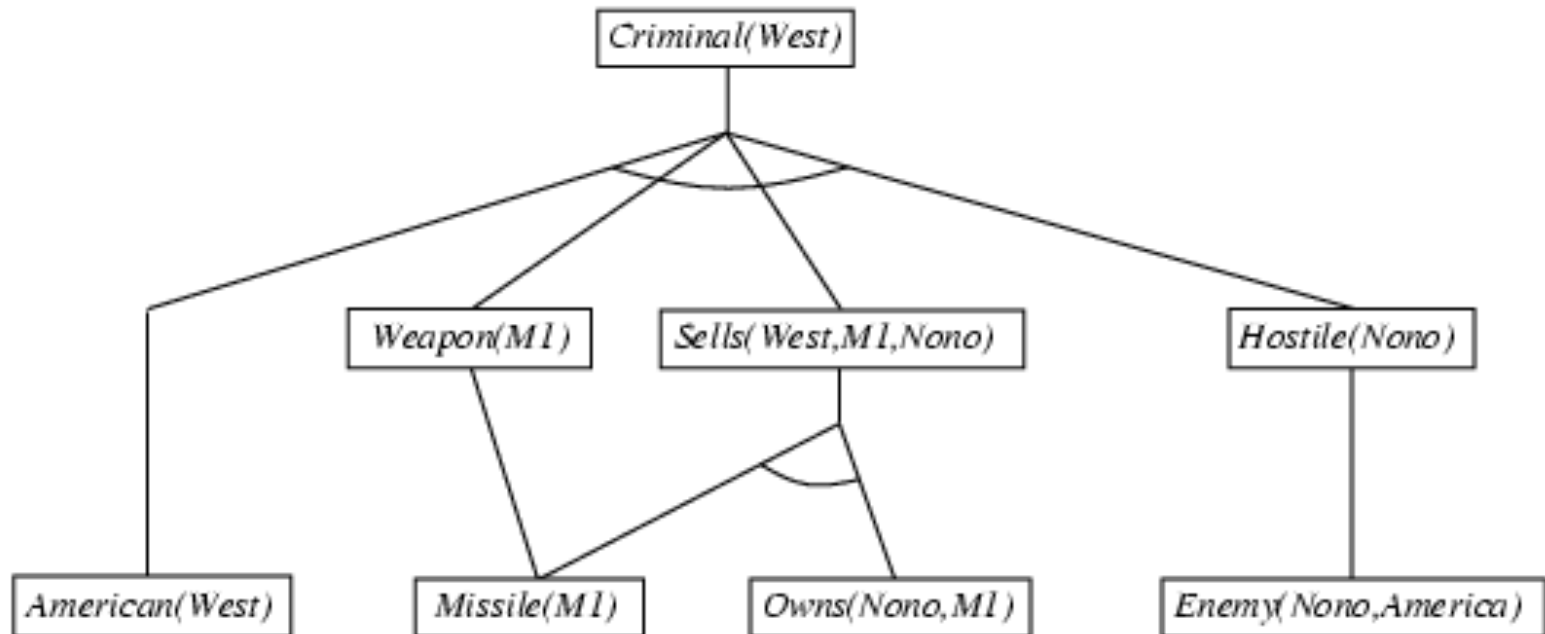 Criminal(West)
Weapon(M1)
Sells(West,M1,Nono)
Hostile(Nono)
American(West)
Missile(M1)
Owns(Nono,M1)
Enemy(Nono,America)